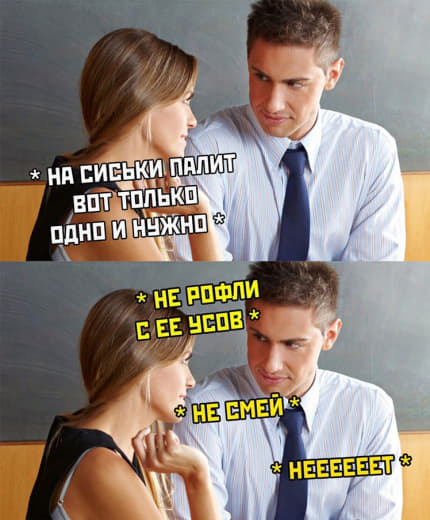 * НА СИСЬКИ ПАЛИТ
ВОТ ТОЛЬКО
ОДНО И НУЖНО *
* НЕ РОФЛИ
С ЕЕ УСОВ *
* НЕ СМЕЙ *
* НЕЕЕЕЕЕТ *